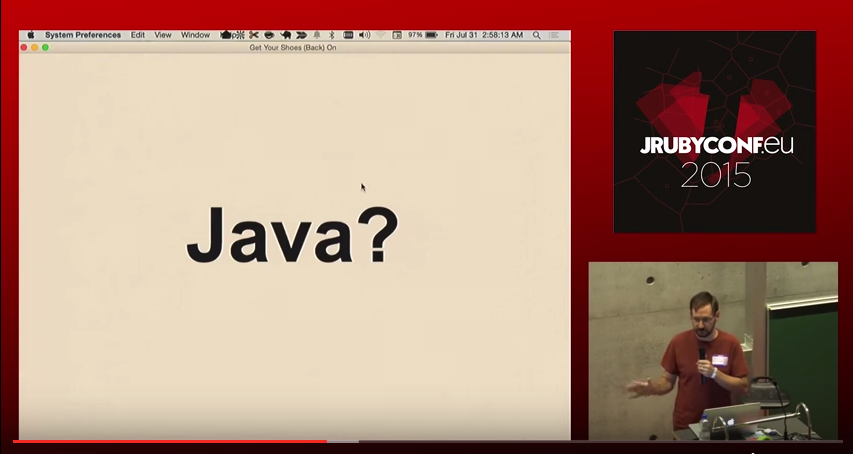 System Preferences Edit View Window
97% Fri Jul 31 2:58:13 AM
Get Your Shoes (Back) On
Java?
JRUBYCONF.eu
2015